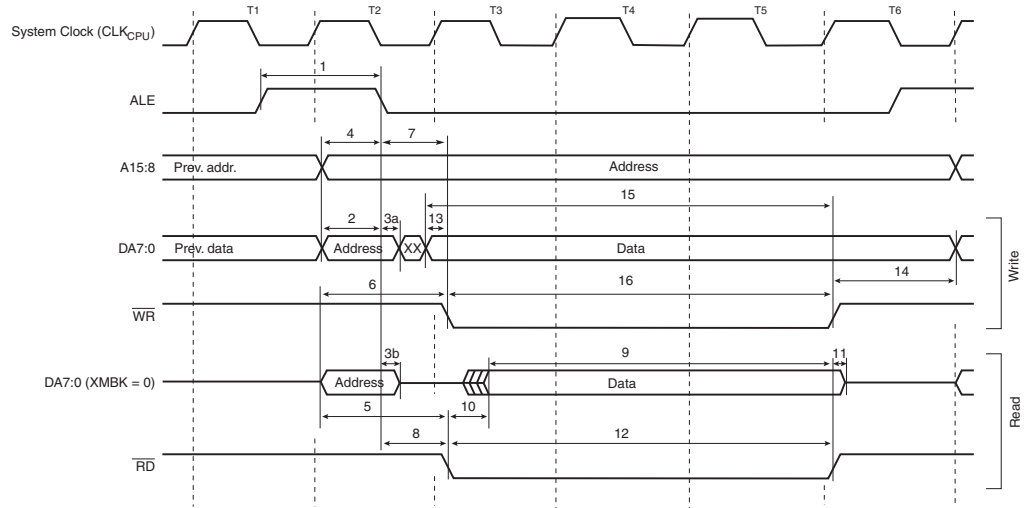 T1 T2 T3 T4 T5 T6
System Clock (CLKCPU)
1
ALE
4 7
A15:8 Prev. addr. Address
15
2 3a 13
DA7:0 Prev. data Address XX Data
14
6 16
WR
Write
3b 9 11
DA7:0 (XMBK = 0) Address Data
5 10
8 12
RD
Read